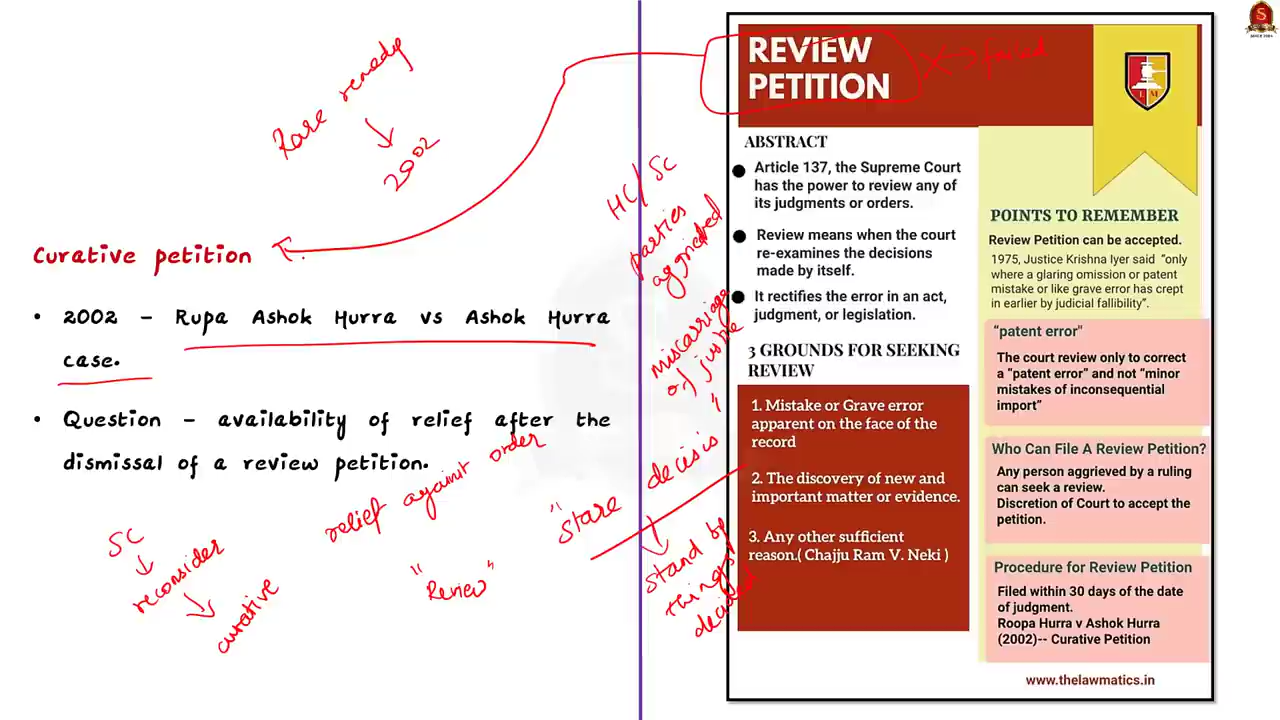 Rare remedy
2002
Curative petition
• 2002 – Rupa Ashok Hurra vs Ashok Hurra
case.
• Question – availability of relief after the
dismissal of a review petition.
relief against order
SC
reconsider
curative
"Review"
HC/SC
parties
aggrieved
miscarriage
of justice
"stare decisis"
stand by
things
decided
REVIEW
PETITION
X → failed
L M
ABSTRACT
Article 137, the Supreme Court
has the power to review any of
its judgments or orders.
Review means when the court
re-examines the decisions
made by itself.
It rectifies the error in an act,
judgment, or legislation.
3 GROUNDS FOR SEEKING
REVIEW
1. Mistake or Grave error
apparent on the face of the
record
2. The discovery of new and
important matter or evidence.
3. Any other sufficient
reason.( Chajju Ram V. Neki )
POINTS TO REMEMBER
Review Petition can be accepted.
1975, Justice Krishna Iyer said “only
where a glaring omission or patent
mistake or like grave error has crept
in earlier by judicial fallibility”.
“patent error"
The court review only to correct
a "patent error” and not “minor
mistakes of inconsequential
import”
Who Can File A Review Petition?
Any person aggrieved by a ruling
can seek a review.
Discretion of Court to accept the
petition.
Procedure for Review Petition
Filed within 30 days of the date
of judgment.
Roopa Hurra v Ashok Hurra
(2002)-- Curative Petition
www.thelawmatics.in